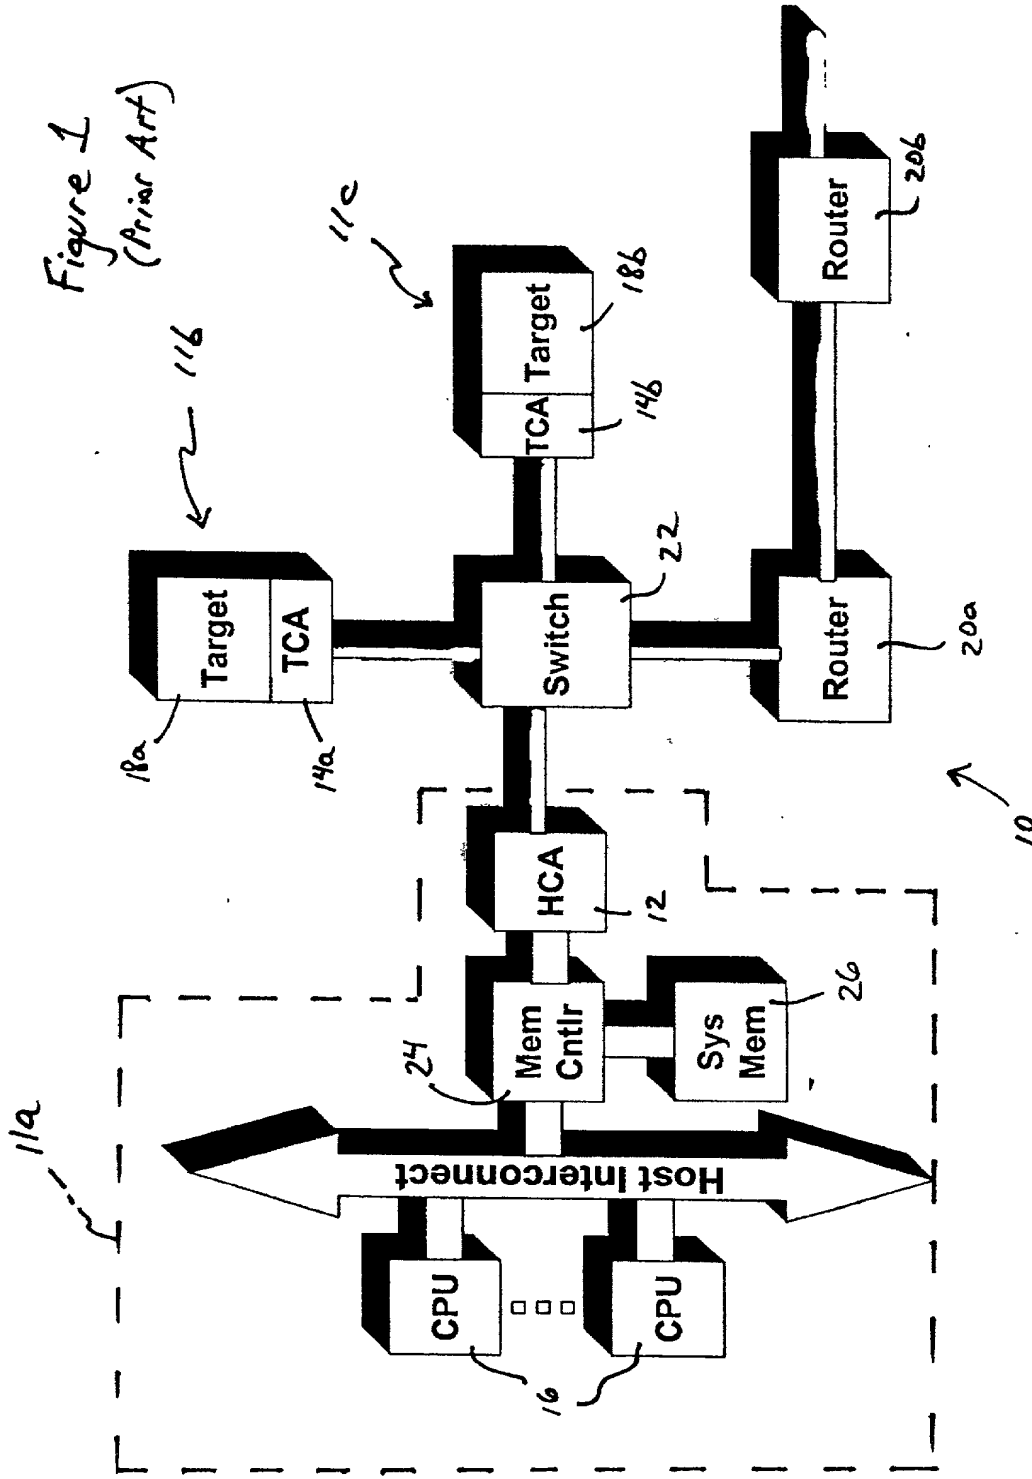 Figure 1
(Prior Art)
11a
11b
11c
18a
Target
TCA
14a
CPU
CPU
16
Host Interconnect
24
Mem
Cntlr
Sys
Mem
26
HCA
12
Switch
22
TCA
Target
14b
18b
Router
20a
Router
20b
10